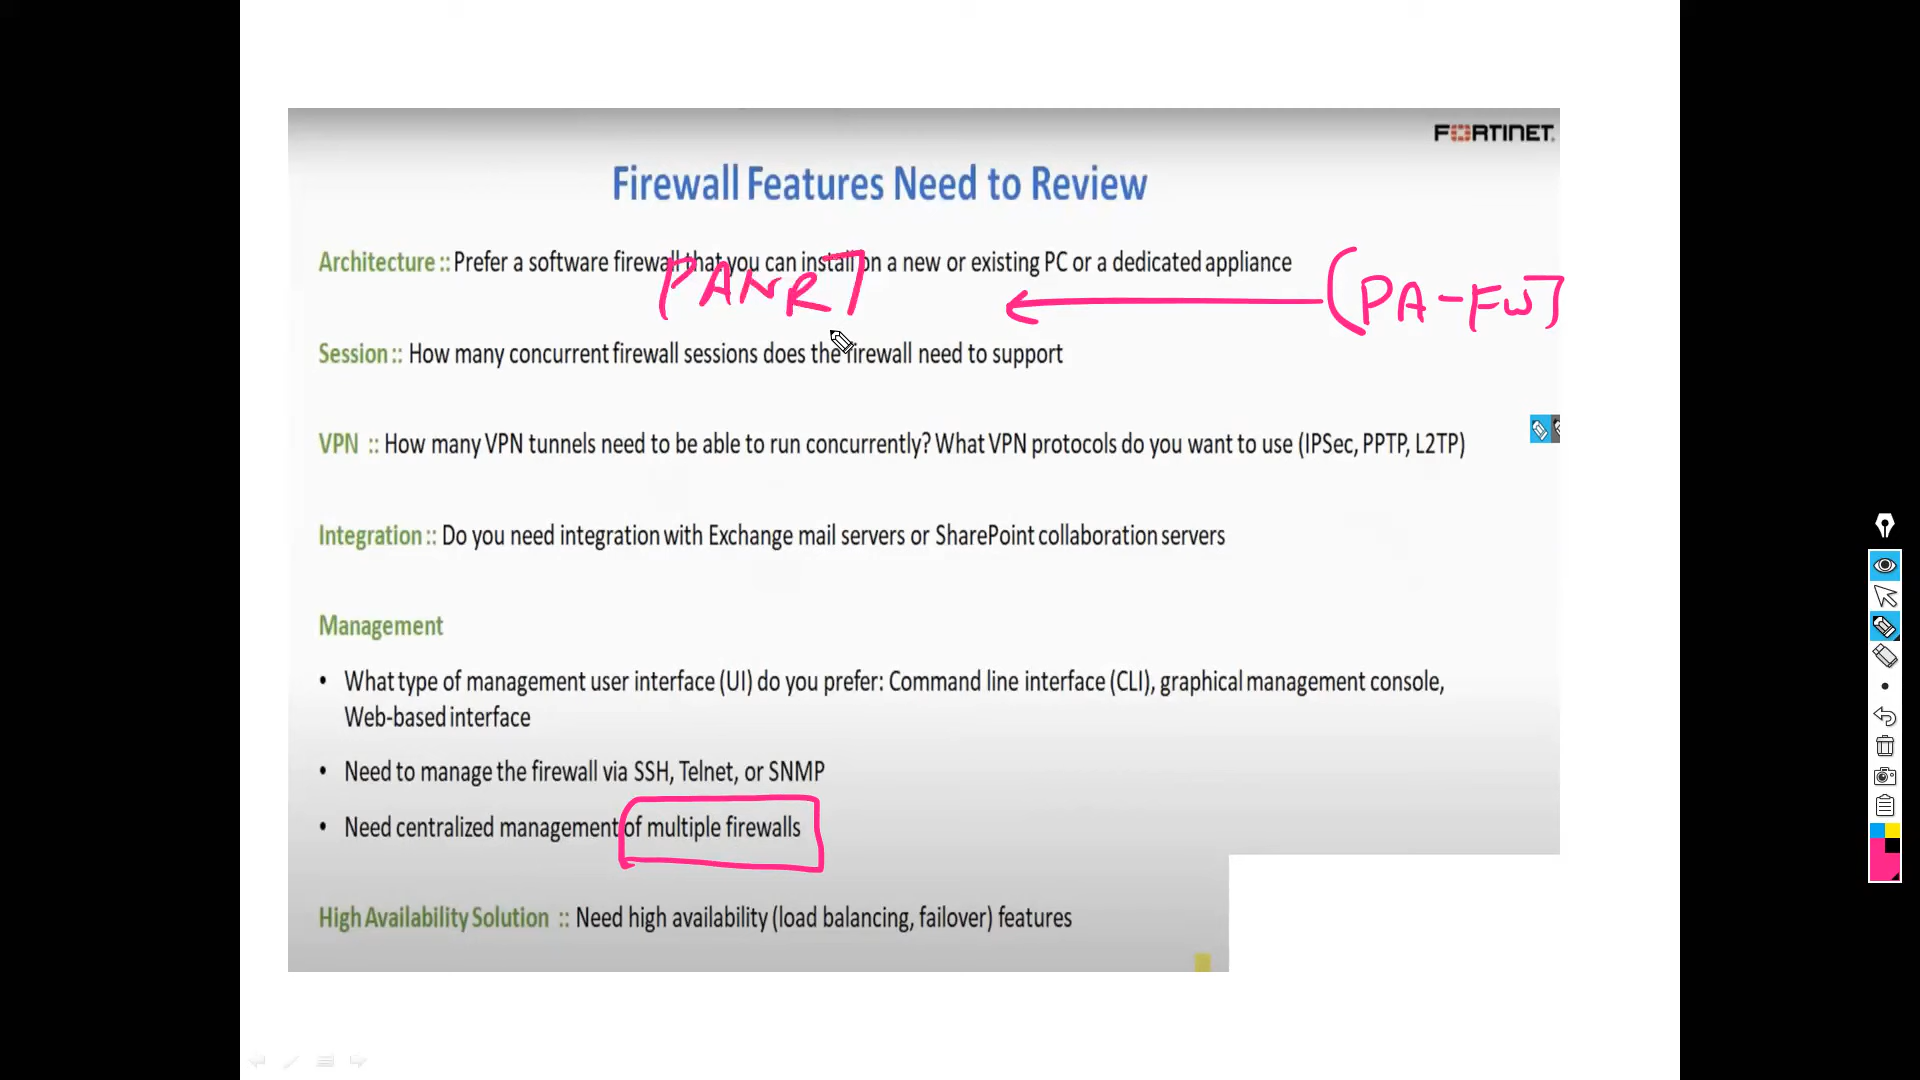 FORTINET
Firewall Features Need to Review
Architecture :: Prefer a software firewall that you can install on a new or existing PC or a dedicated appliance
[PANR]
(PA-FW]
Session :: How many concurrent firewall sessions does the firewall need to support
VPN :: How many VPN tunnels need to be able to run concurrently? What VPN protocols do you want to use (IPSec, PPTP, L2TP)
Integration :: Do you need integration with Exchange mail servers or SharePoint collaboration servers
Management
• What type of management user interface (UI) do you prefer: Command line interface (CLI), graphical management console,
Web-based interface
• Need to manage the firewall via SSH, Telnet, or SNMP
• Need centralized management of multiple firewalls
High Availability Solution :: Need high availability (load balancing, failover) features